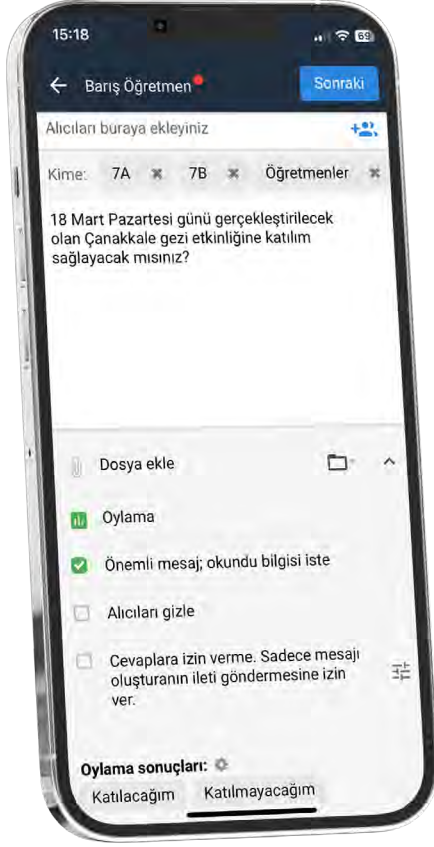 15:18
69
Barış Öğretmen
Sonraki
Alıcıları buraya ekleyiniz
Kime: 7A 7B Öğretmenler
18 Mart Pazartesi günü gerçekleştirilecek
olan Çanakkale gezi etkinliğine katılım
sağlayacak mısınız?
Dosya ekle
Oylama
Önemli mesaj; okundu bilgisi iste
Alıcıları gizle
Cevaplara izin verme. Sadece mesajı
oluşturanın ileti göndermesine izin
ver.
Oylama sonuçları:
Katılacağım Katılmayacağım